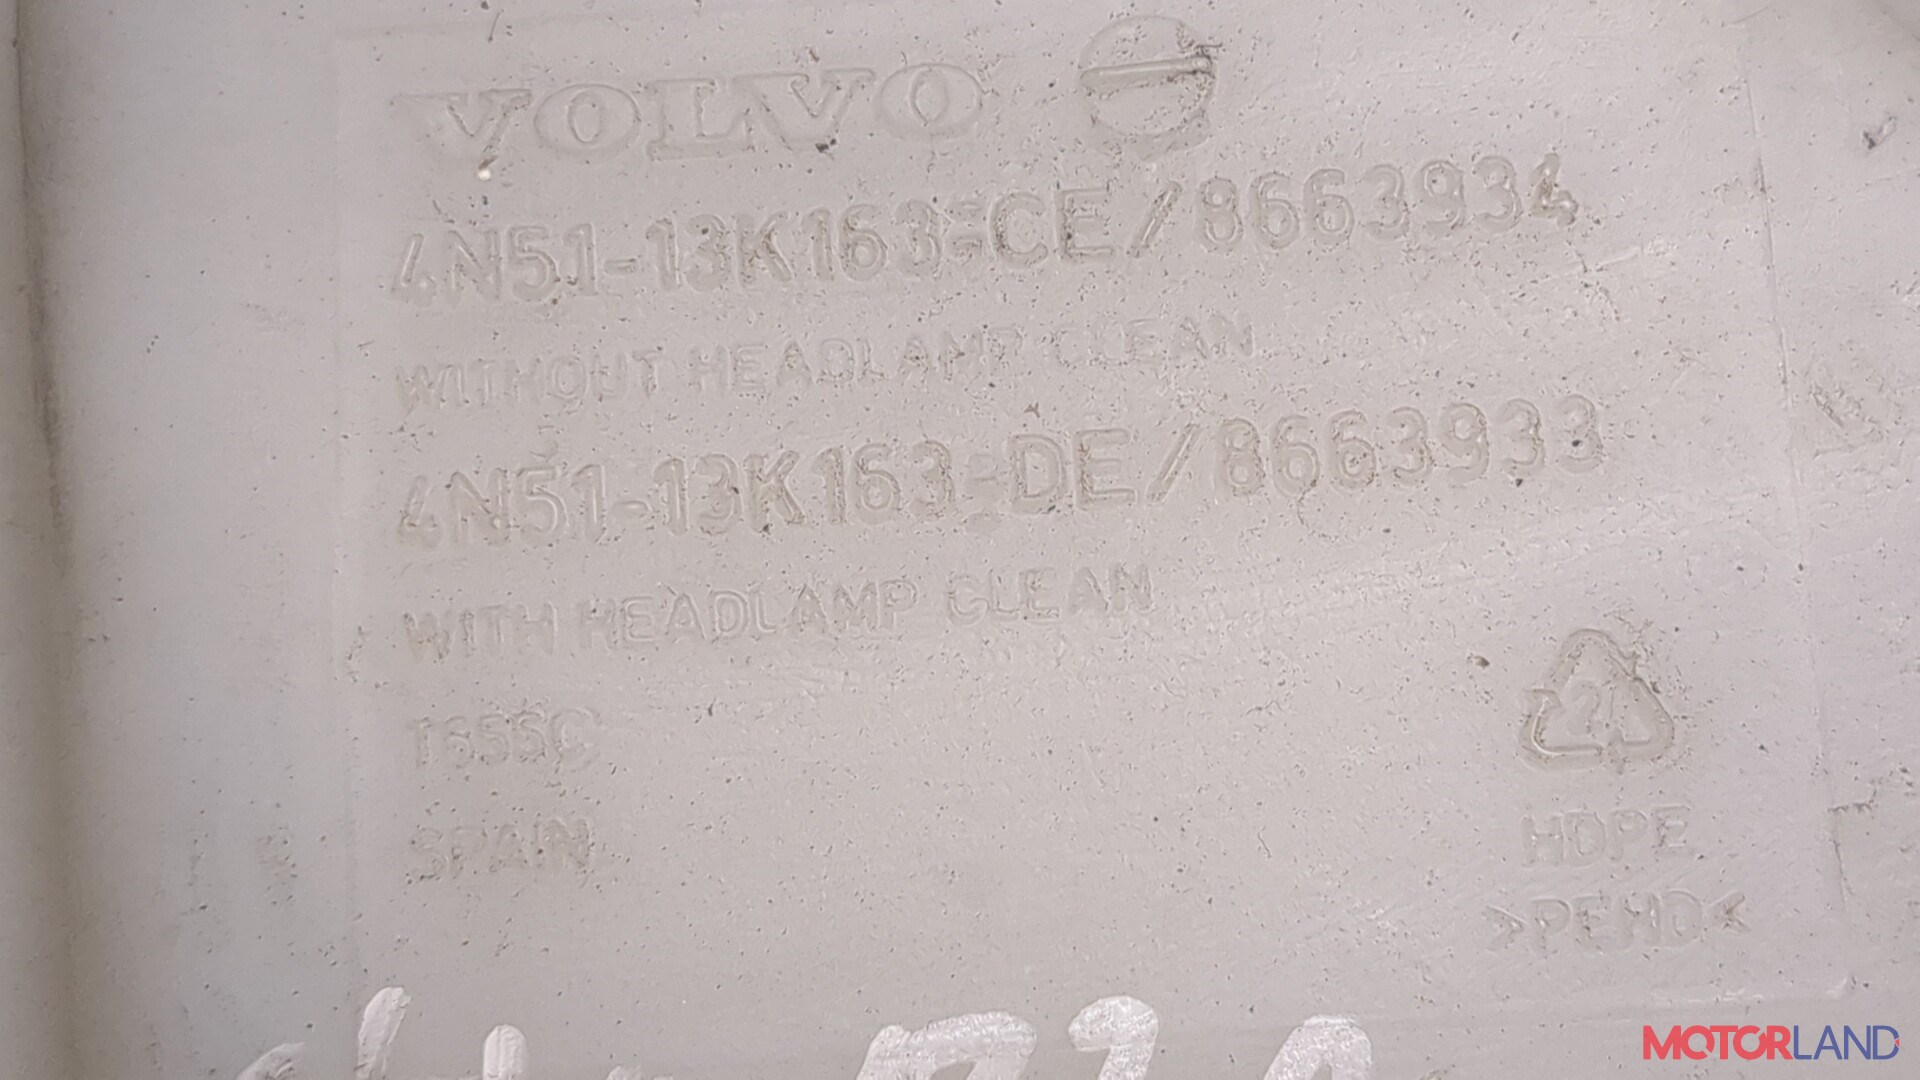 VOLVO
4N51-13K163-CE/8663934
WITHOUT HEADLAMP CLEAN
4N51-13K163-DE/8663933
WITH HEADLAMP CLEAN
1655C
SPAIN
2
HDPE
>PEHD<
MOTORLAND